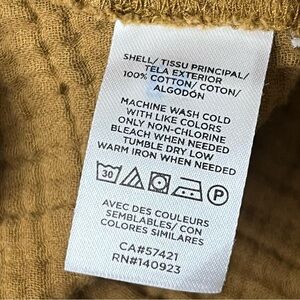 SHELL/ TISSU PRINCIPAL/
TELA EXTERIOR
100% COTTON/ COTON/
ALGODÓN
MACHINE WASH COLD
WITH LIKE COLORS
ONLY NON-CHLORINE
BLEACH WHEN NEEDED
TUMBLE DRY LOW
WARM IRON WHEN NEEDED
30 P
AVEC DES COULEURS
SEMBLABLES/ CON
COLORES SIMILARES
CA#57421
RN#140923